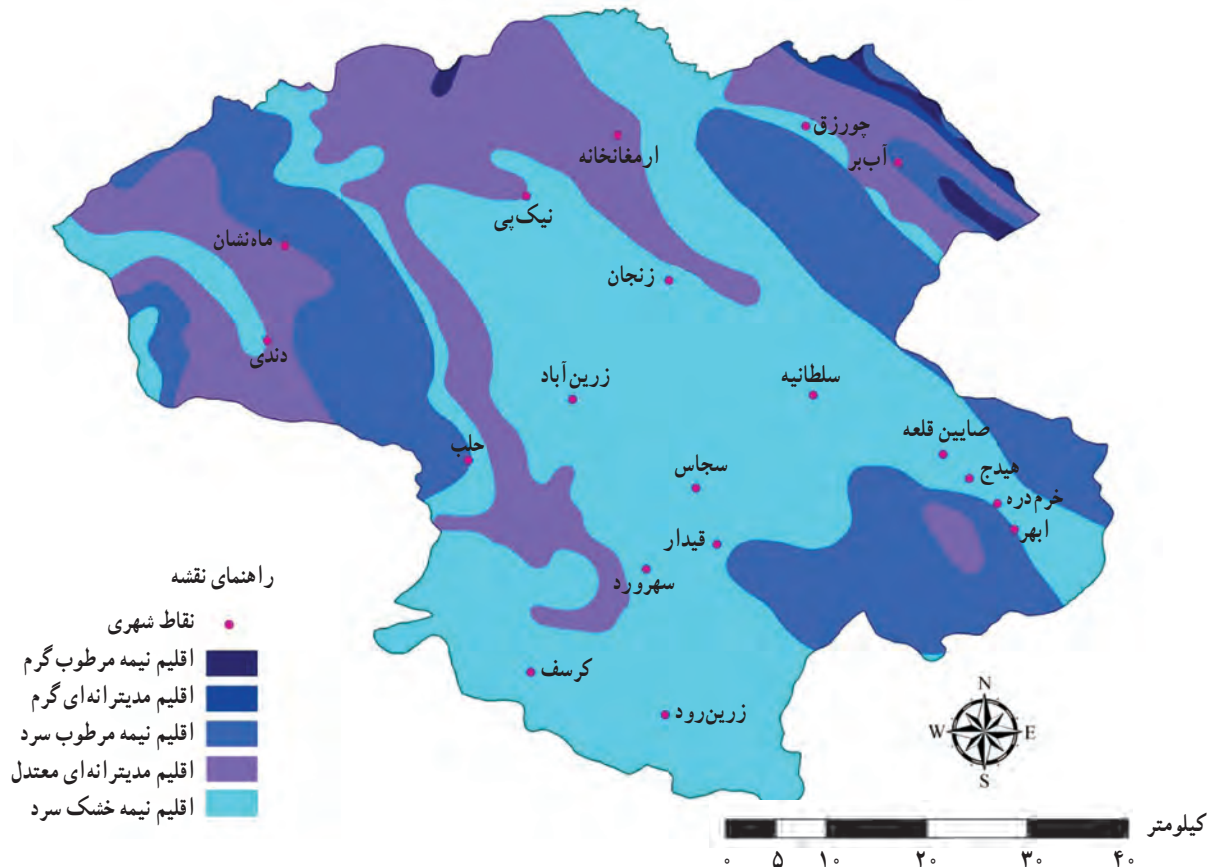 چورزق
ارمغانخانه
آب‌بر
نیک‌پی
ماه‌نشان
زنجان
دندی
زرین‌آباد
سلطانیه
صایین قلعه
حلب
سجاس
هیدج
خرم‌دره
ابهر
قیدار
سهرورد
کرسف
زرین‌رود
راهنمای نقشه
نقاط شهری
اقلیم نیمه مرطوب گرم
اقلیم مدیترانه‌ای گرم
اقلیم نیمه مرطوب سرد
اقلیم مدیترانه‌ای معتدل
اقلیم نیمه خشک سرد
N
W E
S
کیلومتر
۰ ۵ ۱۰ ۲۰ ۳۰ ۴۰